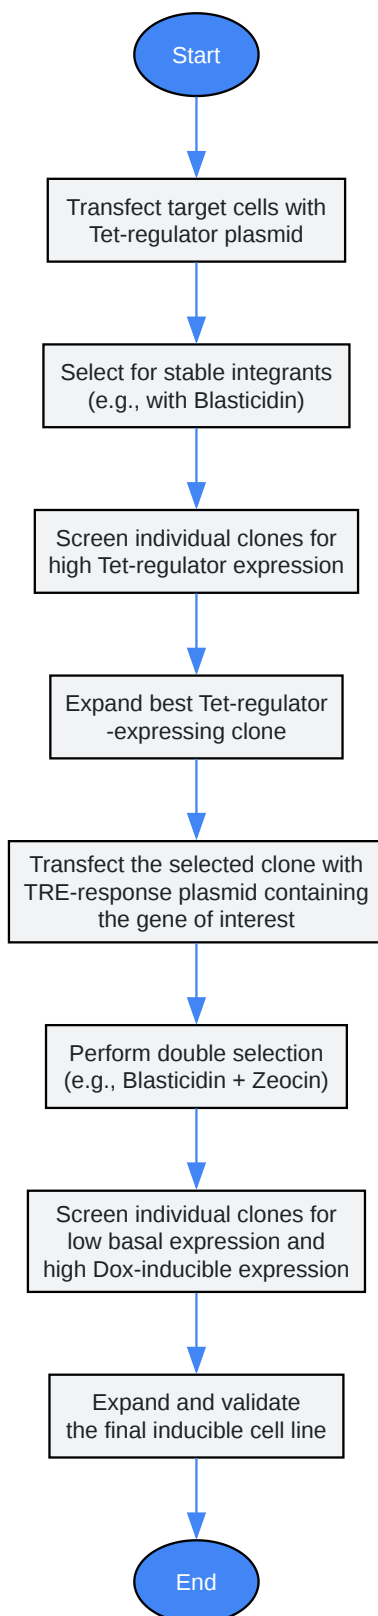 Start
Transfect target cells with
Tet-regulator plasmid
Select for stable integrants
(e.g., with Blasticidin)
Screen individual clones for
high Tet-regulator expression
Expand best Tet-regulator
-expressing clone
Transfect the selected clone with
TRE-response plasmid containing
the gene of interest
Perform double selection
(e.g., Blasticidin + Zeocin)
Screen individual clones for
low basal expression and
high Dox-inducible expression
Expand and validate
the final inducible cell line
End